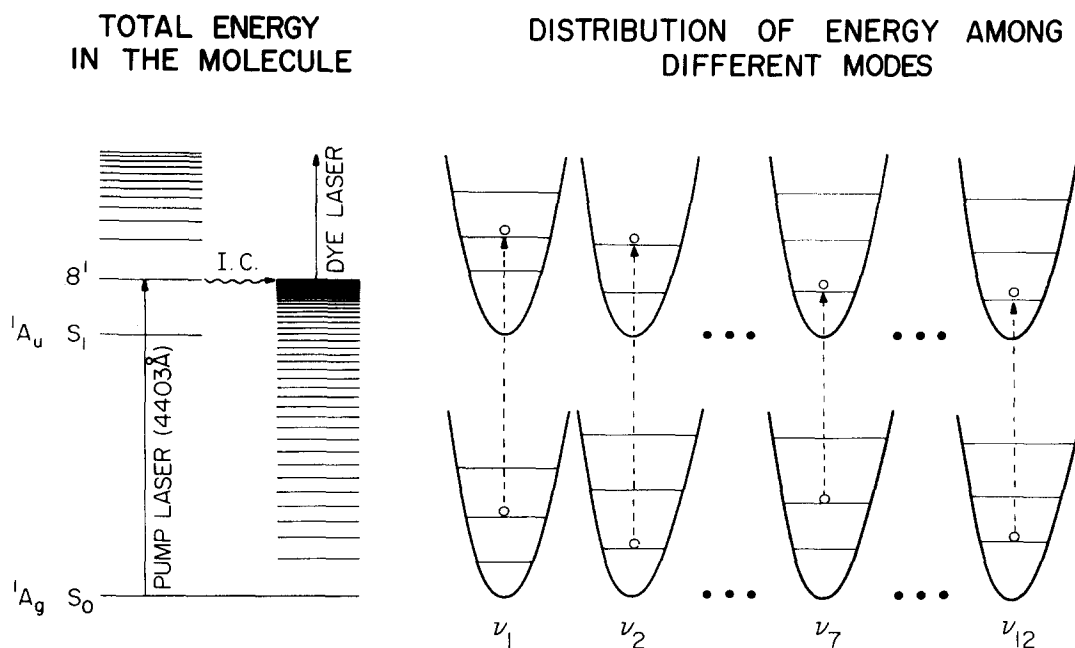 TOTAL ENERGY
IN THE MOLECULE
DISTRIBUTION OF ENERGY AMONG
DIFFERENT MODES
DYE LASER
I.C.
8¹
¹Aᵤ S₁
PUMP LASER (4403Å)
¹A_g S₀
ν₁ ν₂ ν₇ ν₁₂